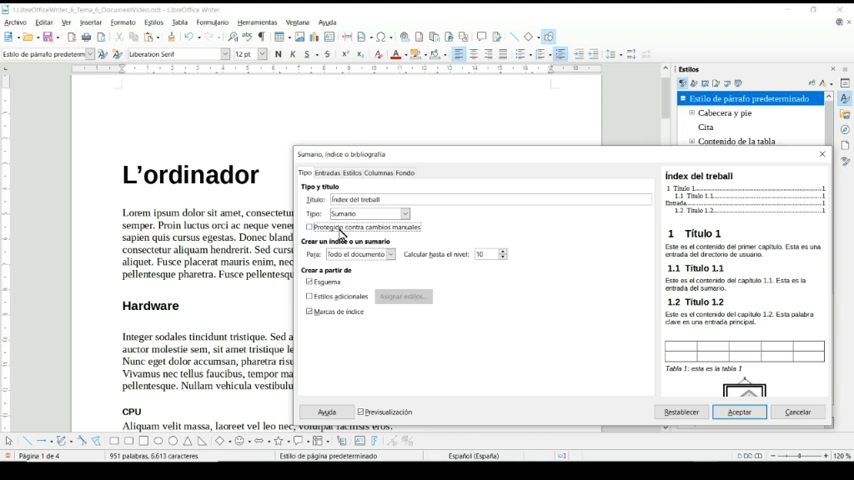 Archivo Editar Ver Insertar Formato Estilos Tabla Formulario Herramientas Ventana Ayuda
Estilo de párrafo predetermin Liberation Serif 12 pt
Estilos
Estilo de párrafo predeterminado
Cabecera y pie
Cita
Contenido de la tabla
L'ordinador
Lorem ipsum dolor sit amet, consectetur
semper. Proin luctus orci ac neque
sapien quis cursus egestas. Donec bland
consectetur aliquam hendrerit. Sed cursu
aliquet. Fusce placerat mauris enim, nec
pellentesque pharetra. Fusce pellentesq
Hardware
Integer sodales tincidunt tristique. Sed a
auctor molestie sem, sit amet tristique le
Nunc eget dolor accumsan, pharetra risu
Vivamus nec tellus faucibus, tempor ma
pellentesque. Nullam vehicula vestibulu
CPU
Aliquam velit massa, laoreet vel leo nec, volutpat facilisis eros.
Sumario, índice o bibliografía
Tipo Entradas Estilos Columnas Fondo
Tipo y título
Título: Índex del treball
Tipo: Sumario
Protegido contra cambios manuales
Crear un índice o un sumario
Para: Todo el documento Calcular hasta el nivel: 10
Crear a partir de
Esquema
Estilos adicionales Asignar estilos...
Marcas de índice
Índex del treball
1 Título 1 1
1.1 Título 1.1 1
Entrada 1
1.2 Título 1.2 1
1 Título 1
Este es el contenido del primer capítulo. Esta es una
entrada del directorio de usuario.
1.1 Título 1.1
Este es el contenido del capítulo 1.1. Esta es la
entrada del sumario.
1.2 Título 1.2
Este es el contenido del capítulo 1.2. Esta palabra
clave es una entrada principal.
Tabla 1: esta es la tabla 1
Ayuda Previsualización Restablecer Aceptar Cancelar
Página 1 de 4 951 palabras, 6.613 caracteres Estilo de página predeterminado Español (España) 120 %